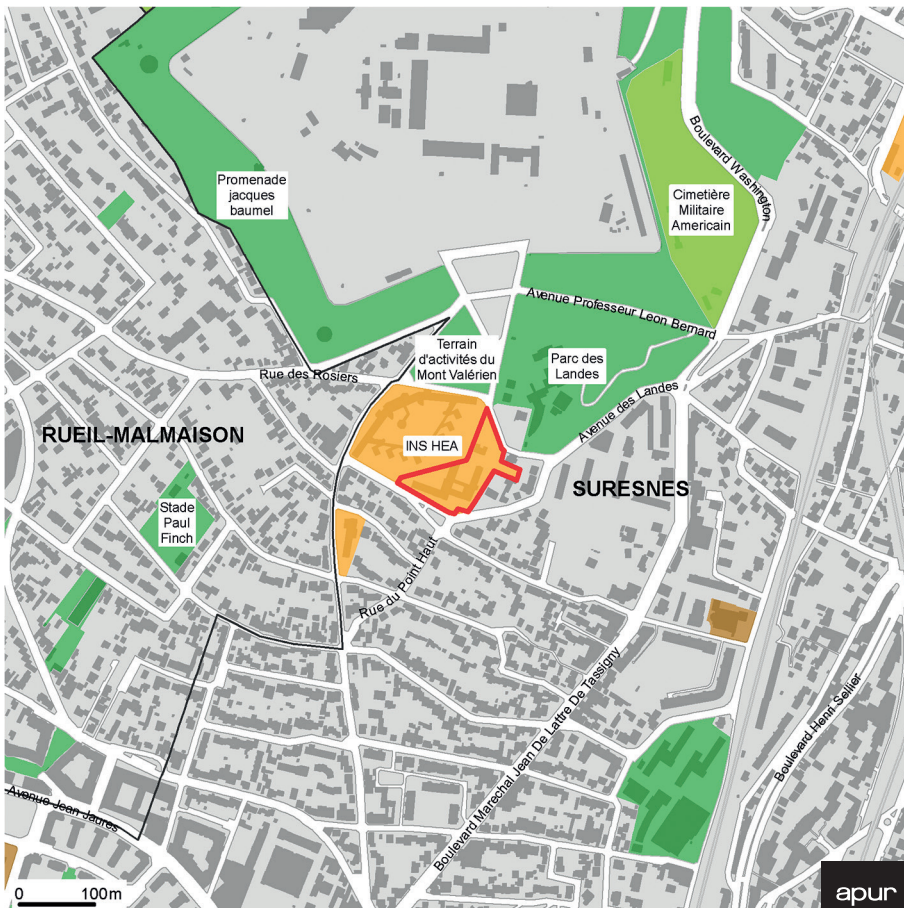 Boulevard Washington
Promenade
jacques
baumel
Cimetière
Militaire
Americain
Avenue Professeur Leon Bernard
Terrain
d'activités du
Mont Valérien
Parc des
Landes
Rue des Rosiers
Avenue des Landes
RUEIL-MALMAISON
INS HEA
SURESNES
Stade
Paul
Finch
Rue du Point Haut
Boulevard Marechal Jean De Lattre De Tassigny
Boulevard Henri Sellier
Avenue Jean Jaures
0 100m
apur